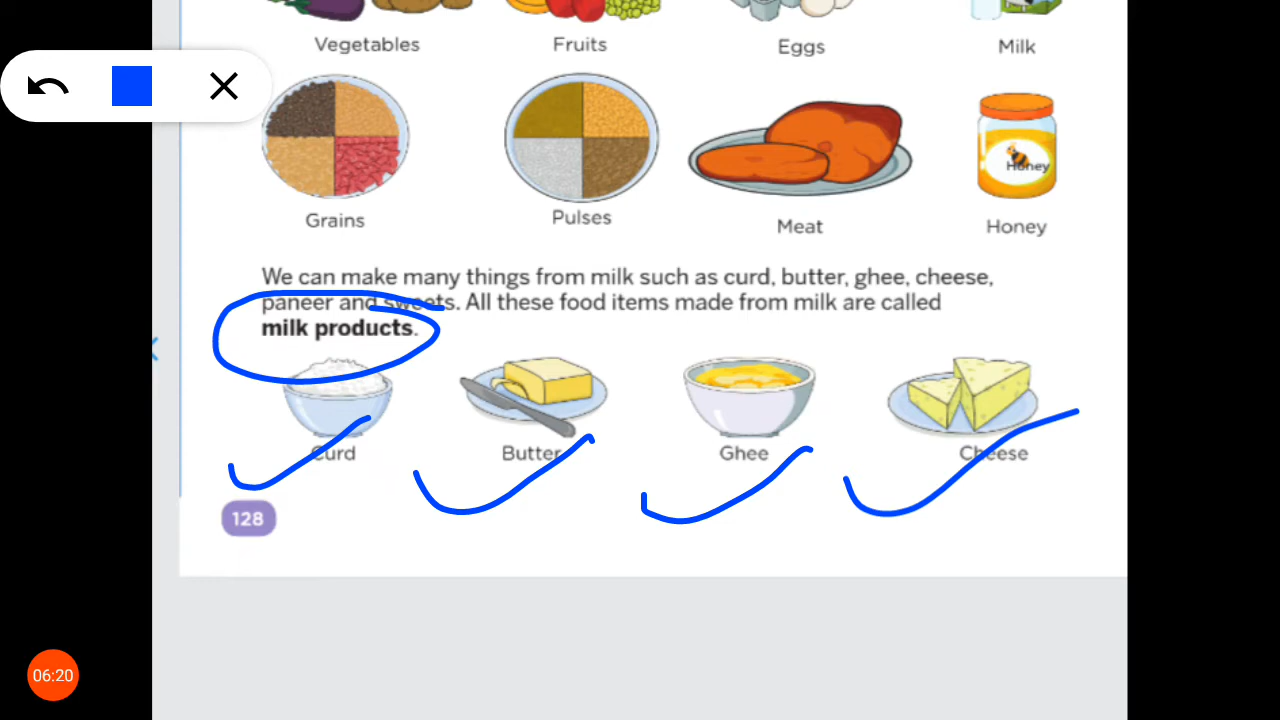 Vegetables Fruits Eggs Milk
Honey
Grains Pulses Meat Honey
We can make many things from milk such as curd, butter, ghee, cheese,
paneer and sweets. All these food items made from milk are called
milk products.
Curd Butter Ghee Cheese
128
06:20